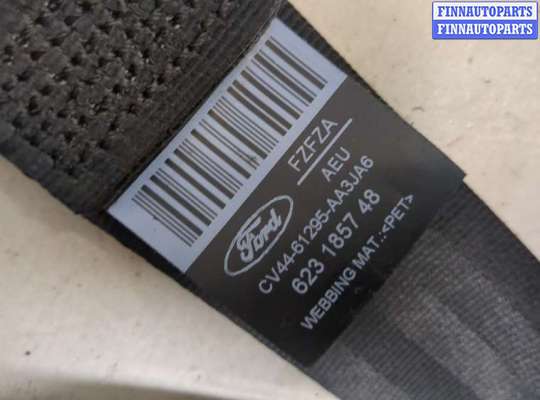 FINNAUTOPARTS
FINNAUTOPARTS
FZFZA
AEU
Ford
CV44-61295-AA3JA6
623 1857 48
WEBBING MAT.:<PET>